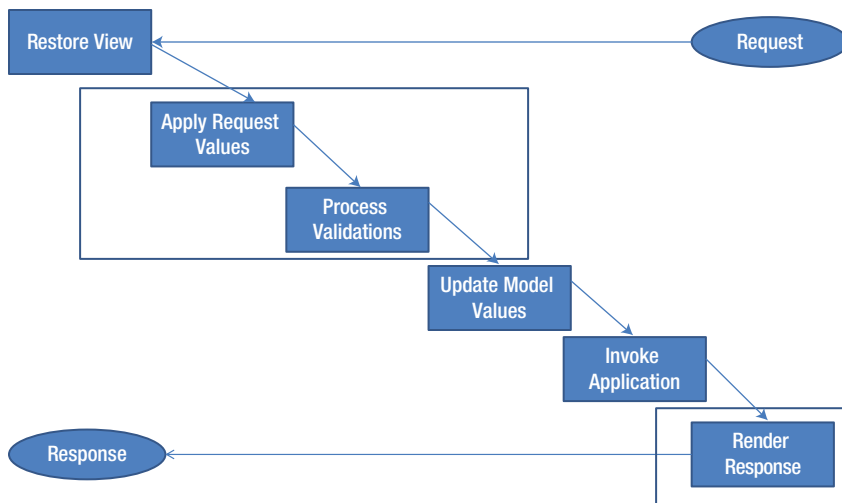 Restore View
Request
Apply Request
Values
Process
Validations
Update Model
Values
Invoke
Application
Render
Response
Response